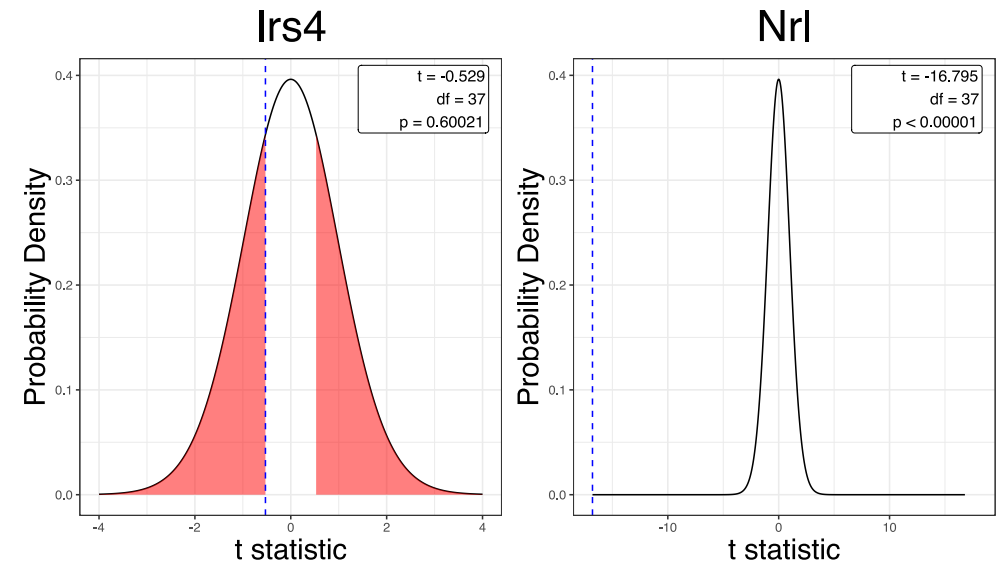 Irs4
t = -0.529
df = 37
p = 0.60021
Probability Density
0.4
0.3
0.2
0.1
0.0
-4
-2
0
2
4
t statistic
Nrl
t = -16.795
df = 37
p < 0.00001
Probability Density
0.4
0.3
0.2
0.1
0.0
-10
0
10
t statistic